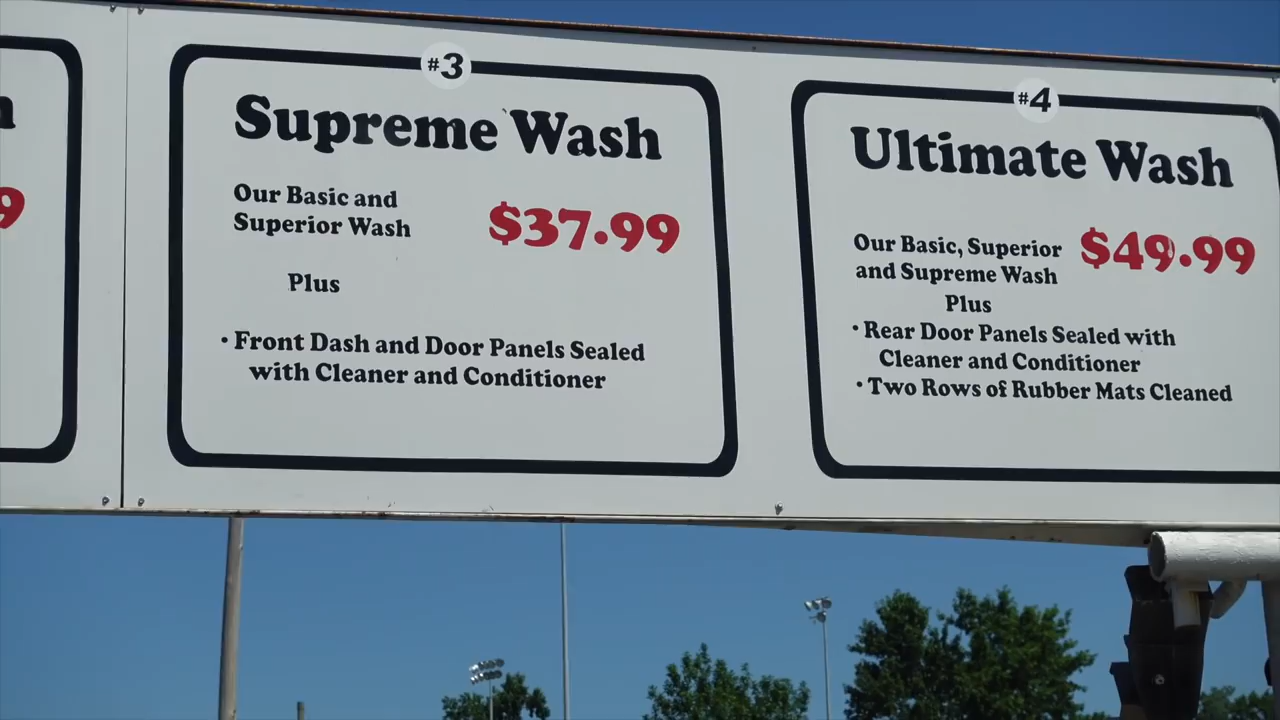 #3
Supreme Wash
Our Basic and
Superior Wash
$37.99
Plus
• Front Dash and Door Panels Sealed
with Cleaner and Conditioner
#4
Ultimate Wash
Our Basic, Superior
and Supreme Wash
$49.99
Plus
• Rear Door Panels Sealed with
Cleaner and Conditioner
• Two Rows of Rubber Mats Cleaned